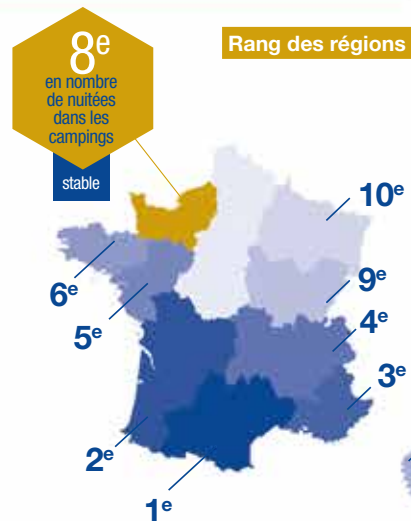 8e
en nombre
de nuitées
dans les
campings
stable
Rang des régions
10e
9e
4e
3e
6e
5e
2e
1e